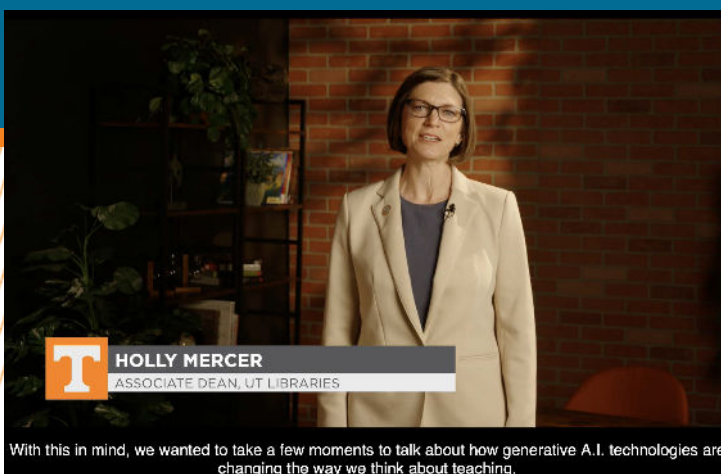 T
HOLLY MERCER
ASSOCIATE DEAN, UT LIBRARIES
With this in mind, we wanted to take a few moments to talk about how generative A.I. technologies are
changing the way we think about teaching.